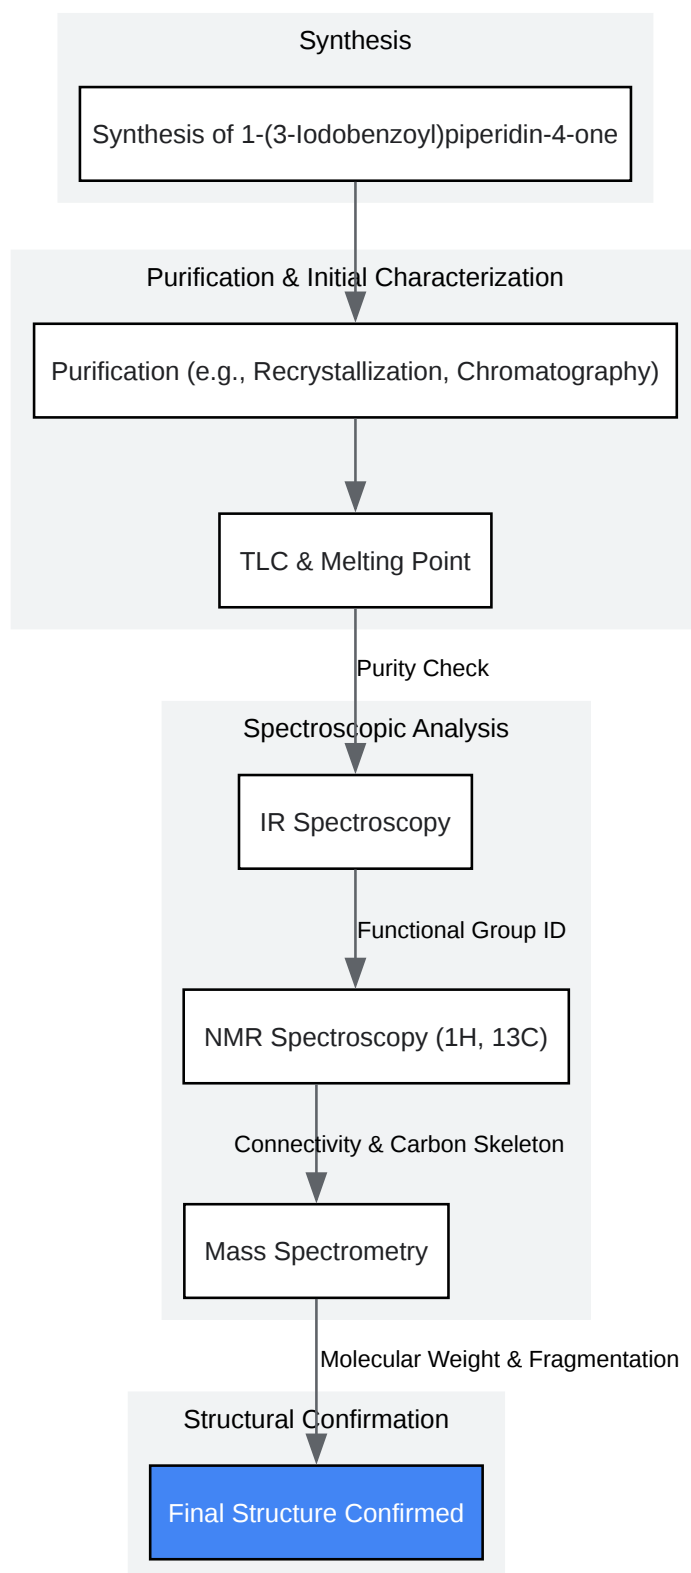 Synthesis
Synthesis of 1-(3-Iodobenzoyl)piperidin-4-one
Purification & Initial Characterization
Purification (e.g., Recrystallization, Chromatography)
TLC & Melting Point
Purity Check
Spectroscopic Analysis
IR Spectroscopy
Functional Group ID
NMR Spectroscopy (1H, 13C)
Connectivity & Carbon Skeleton
Mass Spectrometry
Molecular Weight & Fragmentation
Structural Confirmation
Final Structure Confirmed